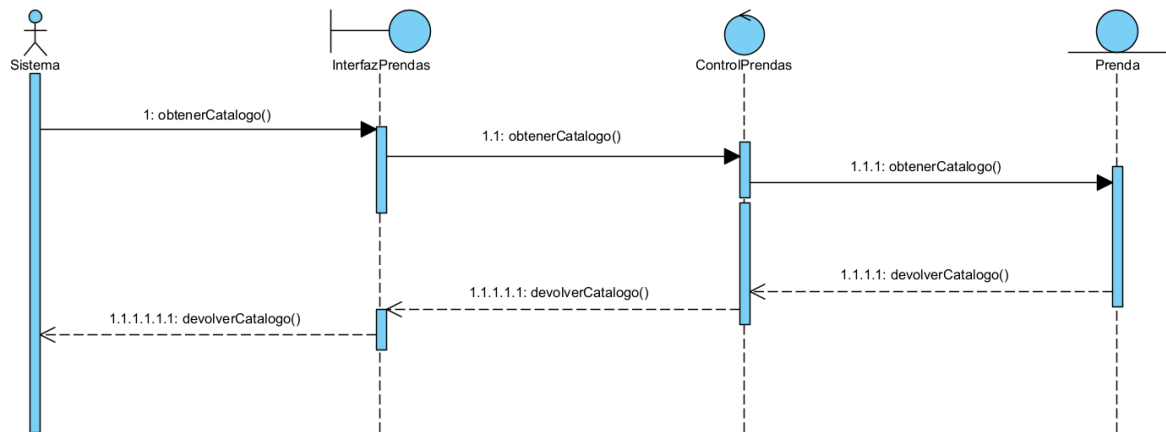 Sistema
InterfazPrendas
ControlPrendas
Prenda
1: obtenerCatalogo()
1.1: obtenerCatalogo()
1.1.1: obtenerCatalogo()
1.1.1.1: devolverCatalogo()
1.1.1.1.1: devolverCatalogo()
1.1.1.1.1.1: devolverCatalogo()